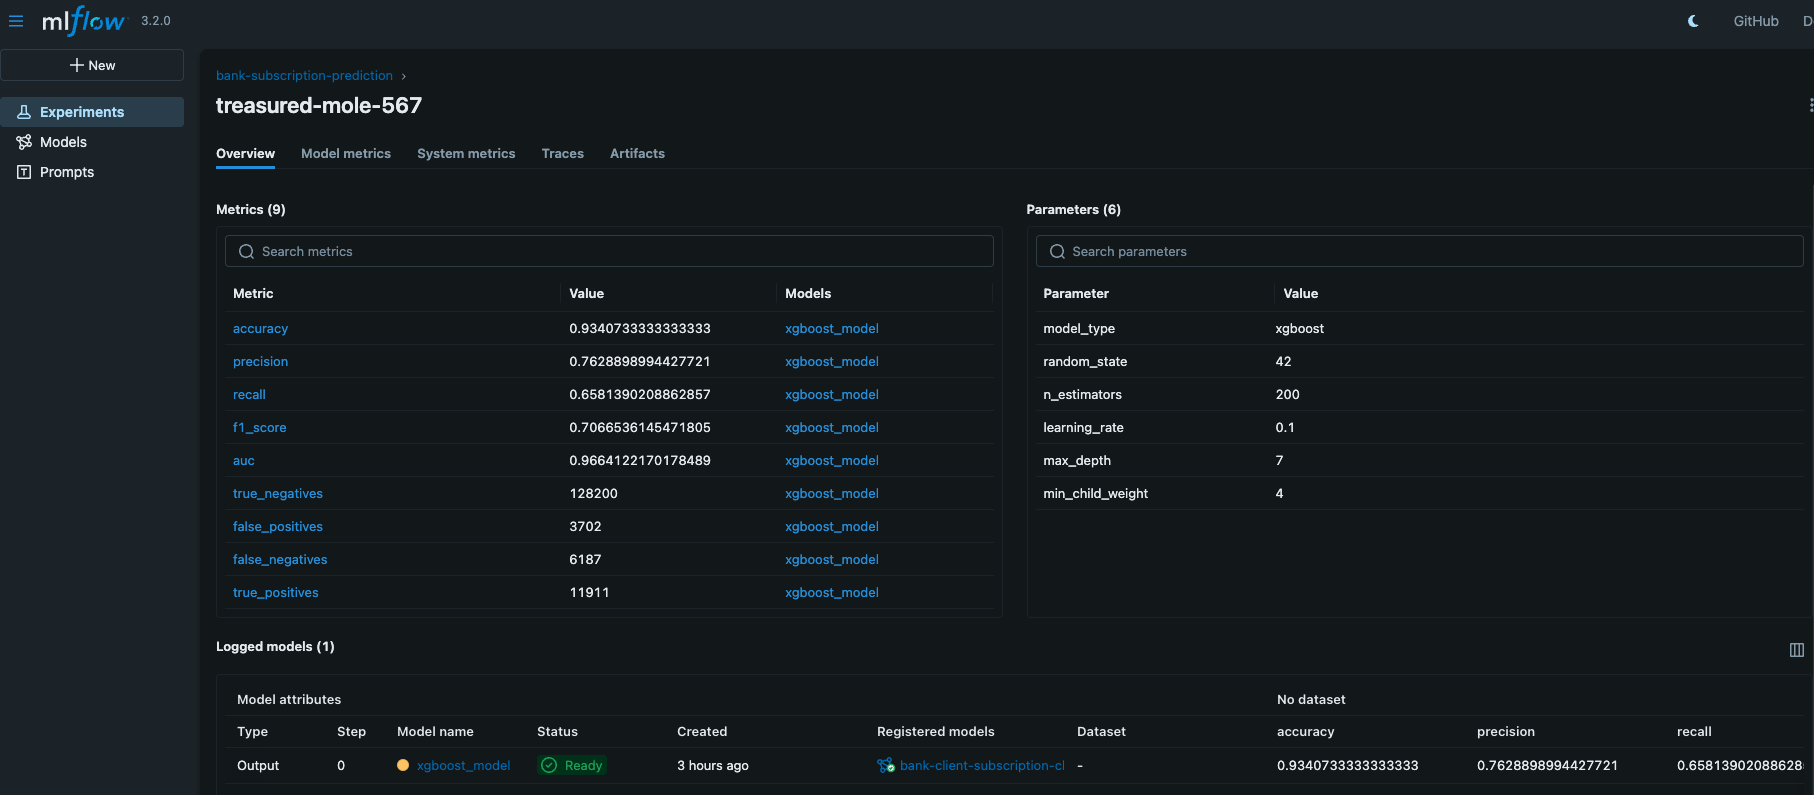 mlflow 3.2.0 GitHub D
New
Experiments
Models
Prompts
bank-subscription-prediction ›
treasured-mole-567
Overview Model metrics System metrics Traces Artifacts
Metrics (9)
Search metrics
Metric Value Models
accuracy 0.9340733333333333 xgboost_model
precision 0.7628898994427721 xgboost_model
recall 0.6581390208862857 xgboost_model
f1_score 0.7066536145471805 xgboost_model
auc 0.9664122170178489 xgboost_model
true_negatives 128200 xgboost_model
false_positives 3702 xgboost_model
false_negatives 6187 xgboost_model
true_positives 11911 xgboost_model
Parameters (6)
Search parameters
Parameter Value
model_type xgboost
random_state 42
n_estimators 200
learning_rate 0.1
max_depth 7
min_child_weight 4
Logged models (1)
Model attributes No dataset
Type Step Model name Status Created Registered models Dataset accuracy precision recall
Output 0 xgboost_model Ready 3 hours ago bank-client-subscription-cl - 0.9340733333333333 0.7628898994427721 0.65813902088628